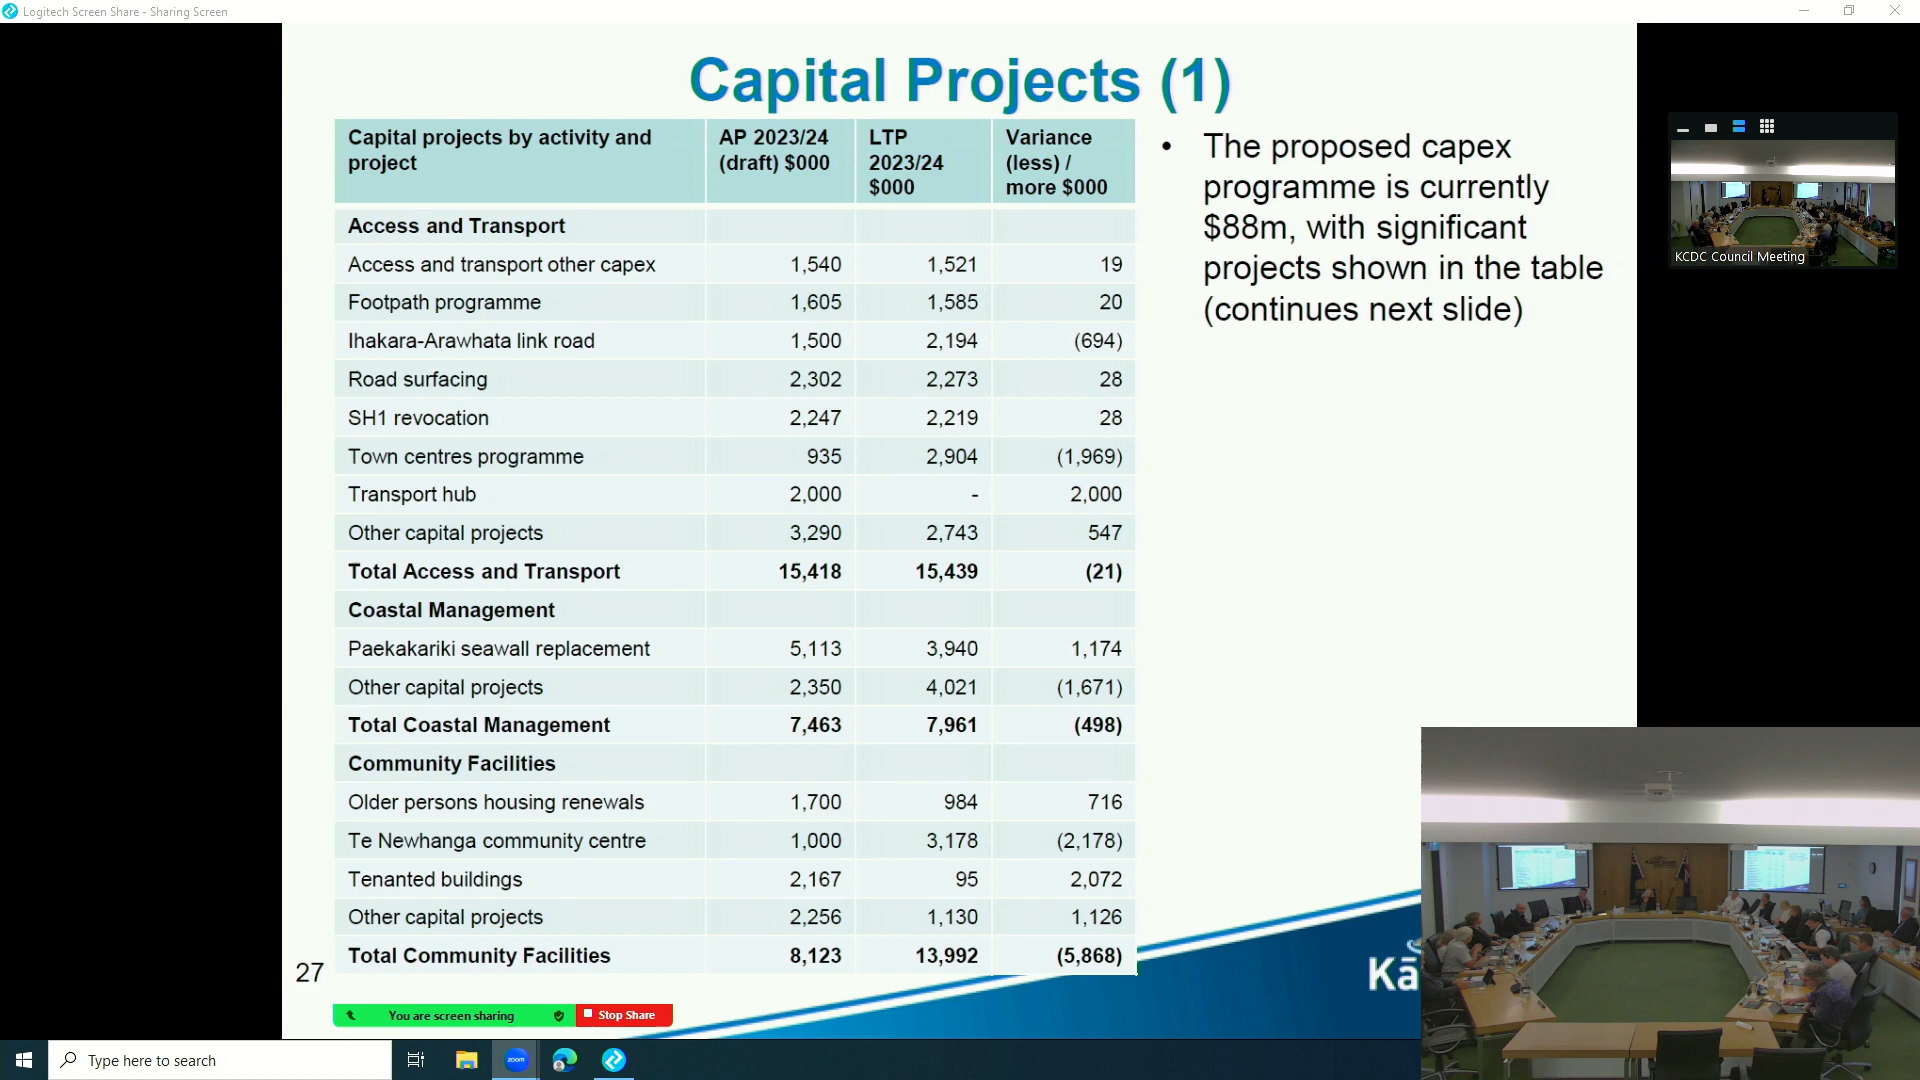 Logitech Screen Share - Sharing Screen
Capital Projects (1)
Capital projects by activity and project AP 2023/24 (draft) $000 LTP 2023/24 $000 Variance (less) / more $000
Access and Transport
Access and transport other capex 1,540 1,521 19
Footpath programme 1,605 1,585 20
Ihakara-Arawhata link road 1,500 2,194 (694)
Road surfacing 2,302 2,273 28
SH1 revocation 2,247 2,219 28
Town centres programme 935 2,904 (1,969)
Transport hub 2,000 - 2,000
Other capital projects 3,290 2,743 547
Total Access and Transport 15,418 15,439 (21)
Coastal Management
Paekakariki seawall replacement 5,113 3,940 1,174
Other capital projects 2,350 4,021 (1,671)
Total Coastal Management 7,463 7,961 (498)
Community Facilities
Older persons housing renewals 1,700 984 716
Te Newhanga community centre 1,000 3,178 (2,178)
Tenanted buildings 2,167 95 2,072
Other capital projects 2,256 1,130 1,126
Total Community Facilities 8,123 13,992 (5,868)
• The proposed capex
programme is currently
$88m, with significant
projects shown in the table
(continues next slide)
KCDC Council Meeting
27
Kā
You are screen sharing
Stop Share
Type here to search
zoom